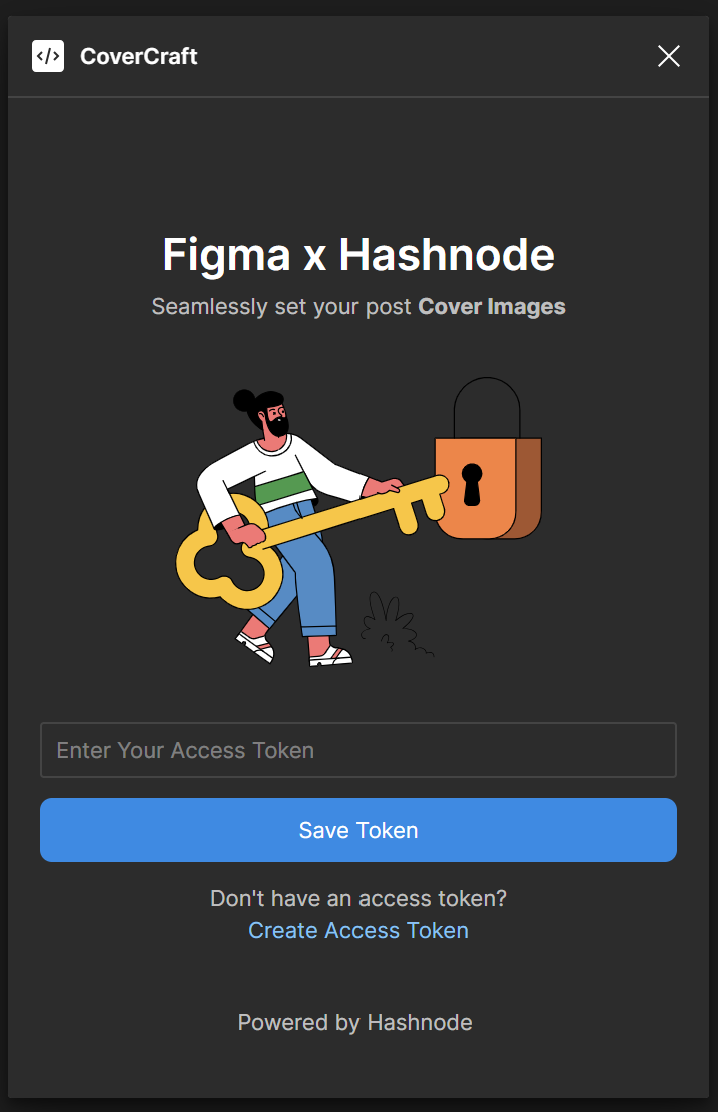 </> CoverCraft
Figma x Hashnode
Seamlessly set your post Cover Images
Enter Your Access Token
Save Token
Don't have an access token?
Create Access Token
Powered by Hashnode